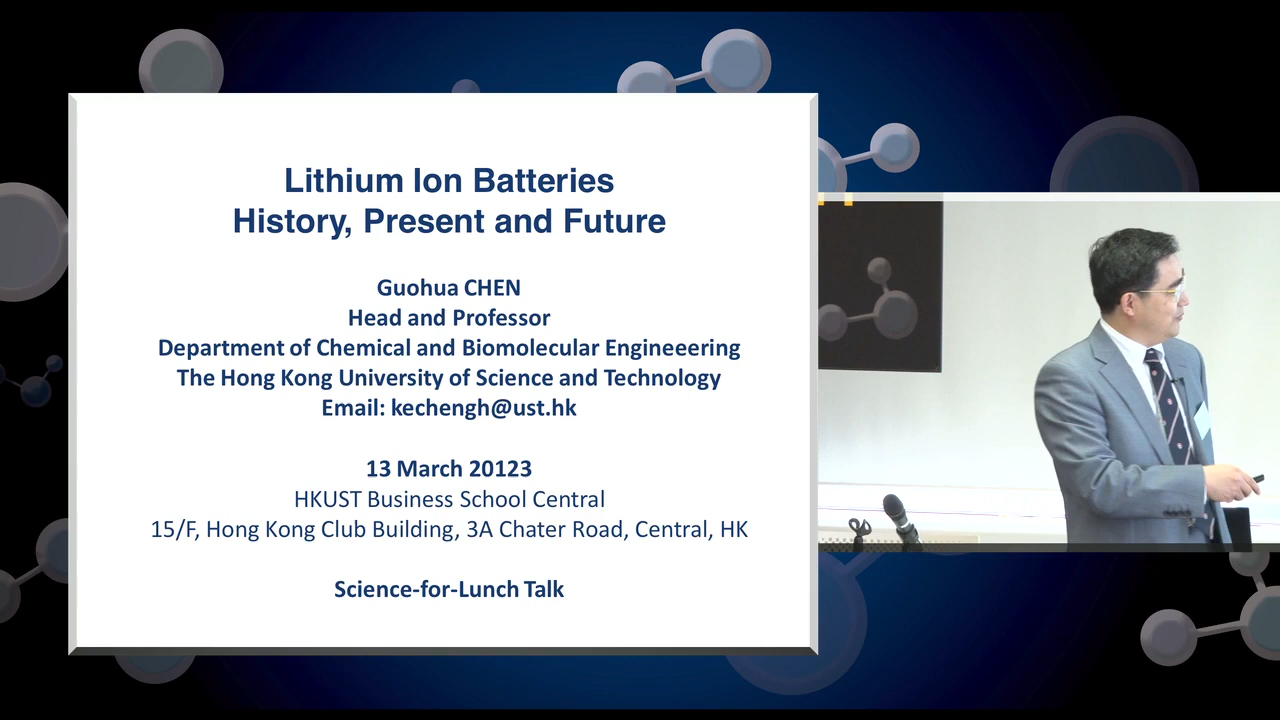 Lithium Ion Batteries
History, Present and Future
Guohua CHEN
Head and Professor
Department of Chemical and Biomolecular Engineeering
The Hong Kong University of Science and Technology
Email: kechengh@ust.hk
13 March 20123
HKUST Business School Central
15/F, Hong Kong Club Building, 3A Chater Road, Central, HK
Science-for-Lunch Talk